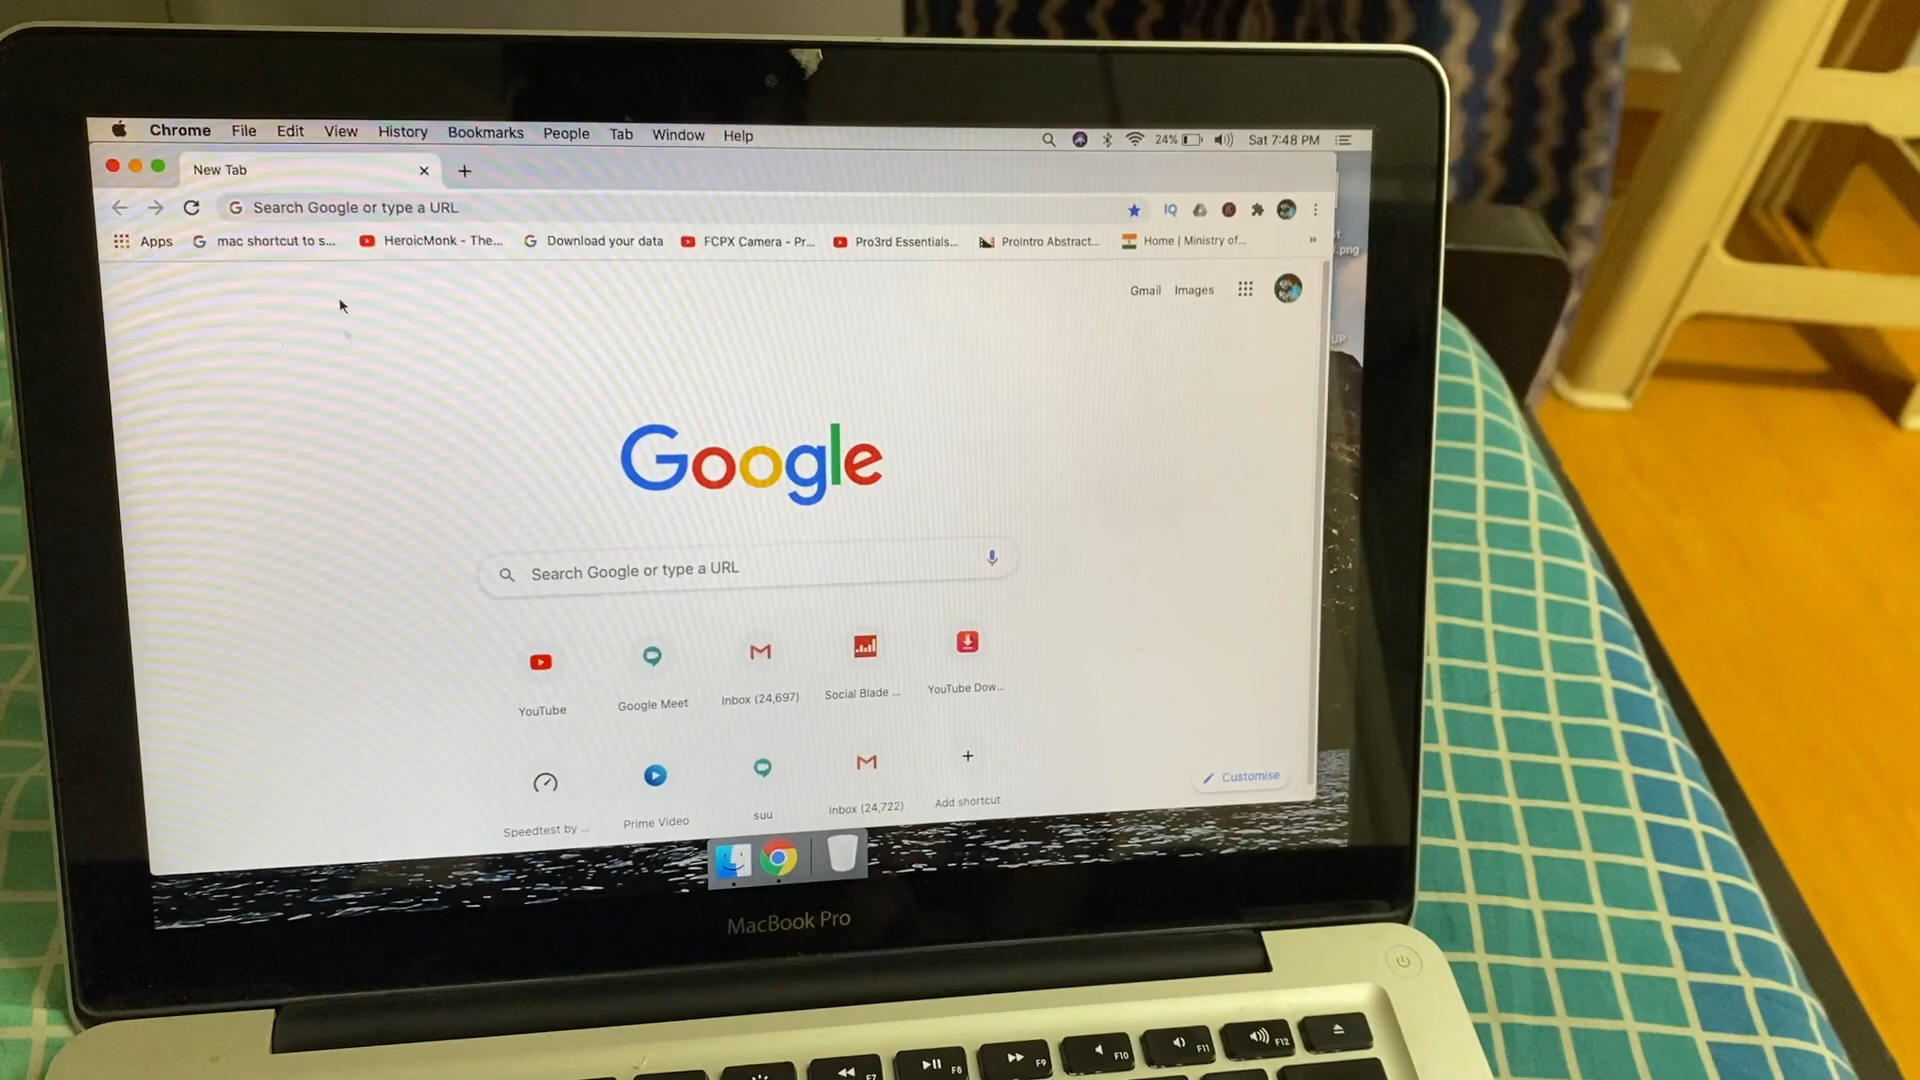 Chrome File Edit View History Bookmarks People Tab Window Help 24% Sat 7:48 PM
New Tab
Search Google or type a URL IQ
Apps mac shortcut to s... HeroicMonk - The... Download your data FCPX Camera - Pr... Pro3rd Essentials... ProIntro Abstract... Home | Ministry of... »
.png
Gmail Images
UP
Google
Search Google or type a URL
YouTube Google Meet Inbox (24,697) Social Blade ... YouTube Dow...
Speedtest by ... Prime Video suu Inbox (24,722) Add shortcut
Customise
MacBook Pro
F7 F8 F9 F10 F11 F12